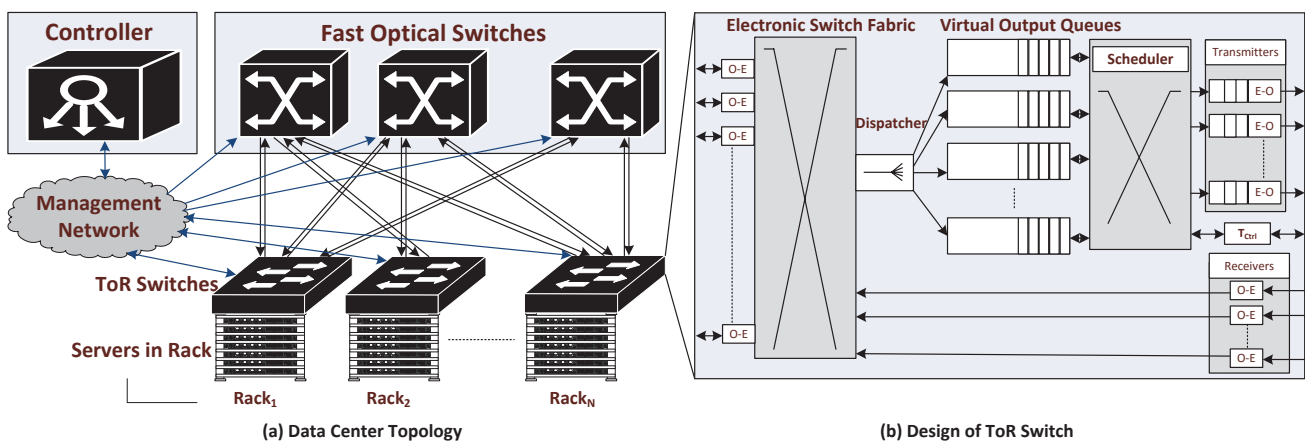 Controller
Fast Optical Switches
Management
Network
ToR Switches
Servers in Rack
Rack1
Rack2
RackN
(a) Data Center Topology
Electronic Switch Fabric
Virtual Output Queues
O-E
O-E
O-E
O-E
Dispatcher
Scheduler
Transmitters
E-O
E-O
E-O
TCtrl
Receivers
O-E
O-E
O-E
(b) Design of ToR Switch